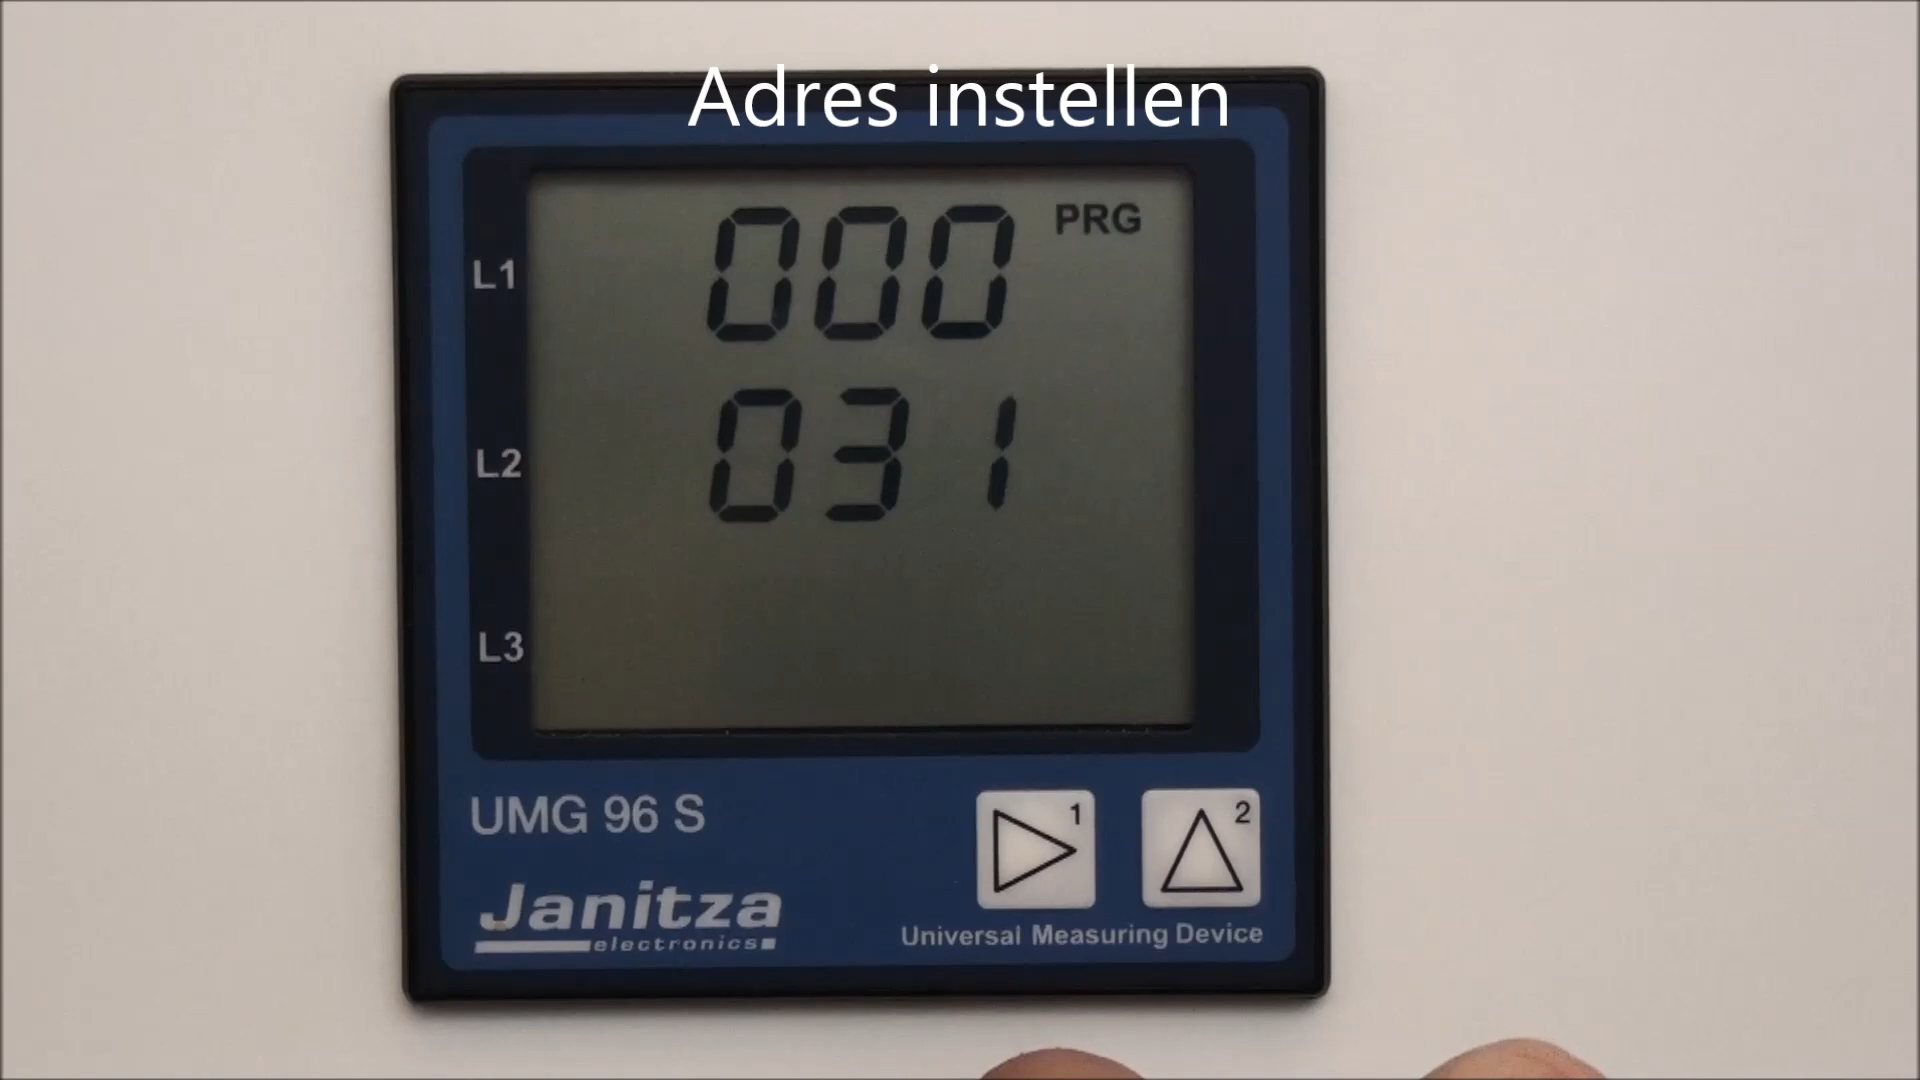 Adres instellen
000 PRG
L1
031
L2
L3
UMG 96 S
1
2
Janitza
electronics
Universal Measuring Device